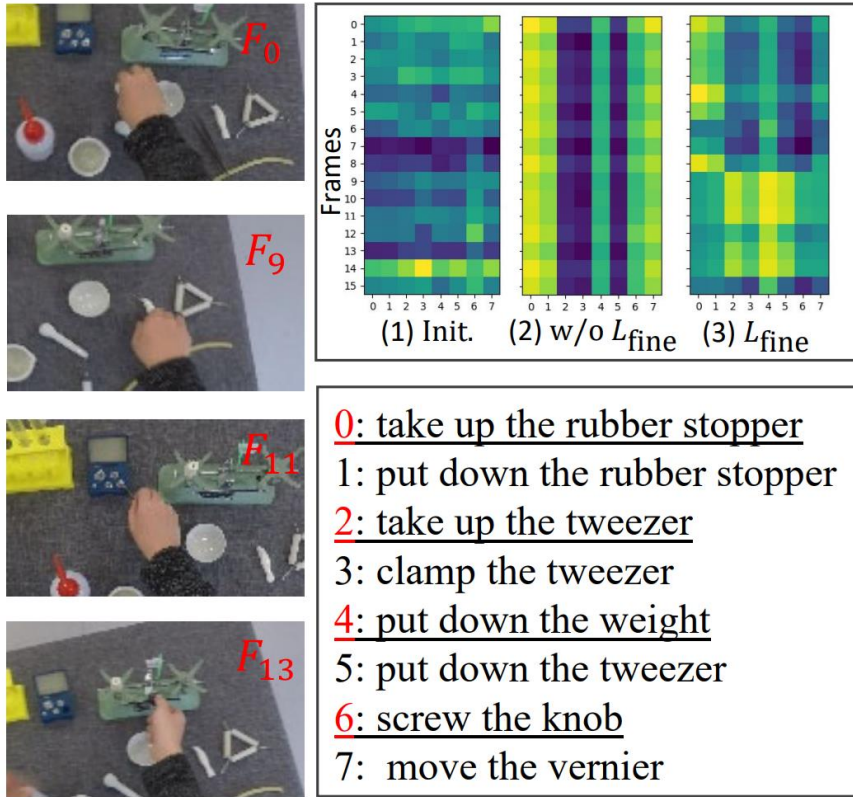 F0
F9
F11
F13
Frames
0
1
2
3
4
5
6
7
8
9
10
11
12
13
14
15
0 1 2 3 4 5 6 7
0 1 2 3 4 5 6 7
0 1 2 3 4 5 6 7
(1) Init. (2) w/o Lfine (3) Lfine
0: take up the rubber stopper
1: put down the rubber stopper
2: take up the tweezer
3: clamp the tweezer
4: put down the weight
5: put down the tweezer
6: screw the knob
7: move the vernier